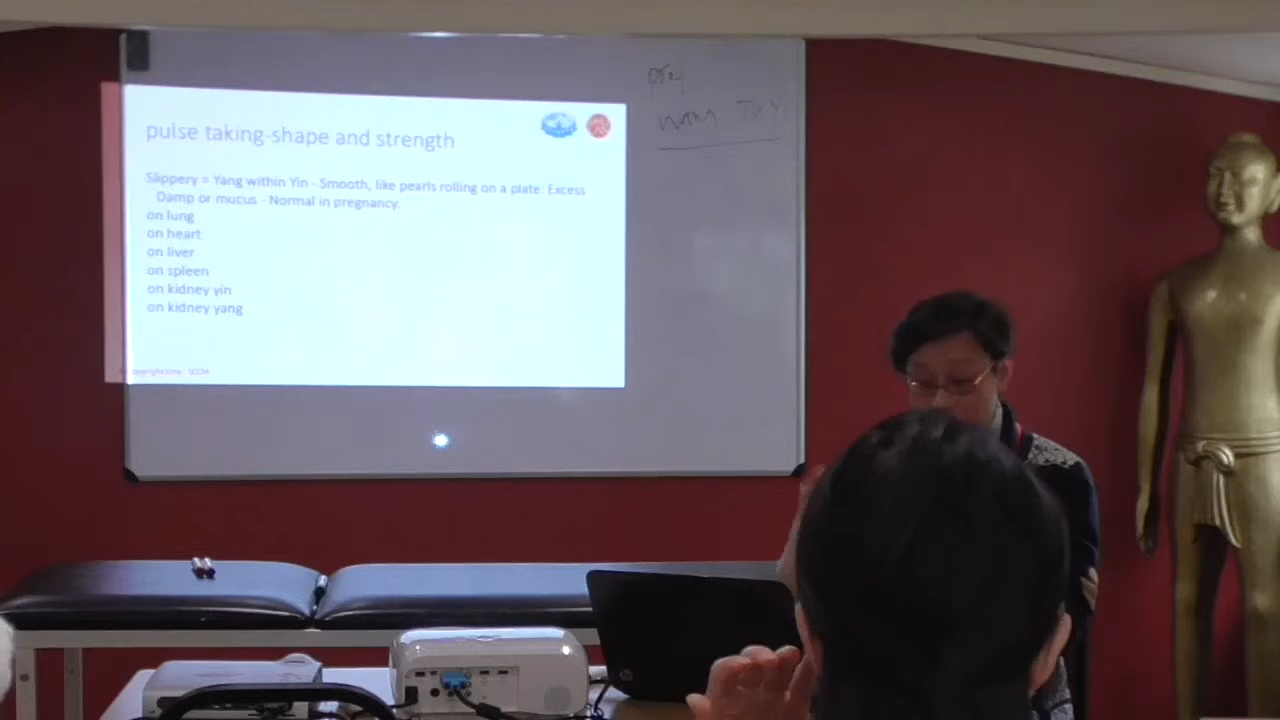 pulse taking-shape and strength
Slippery = Yang within Yin - Smooth, like pearls rolling on a plate: Excess
Damp or mucus - Normal in pregnancy.
on lung
on heart
on liver
on spleen
on kidney yin
on kidney yang